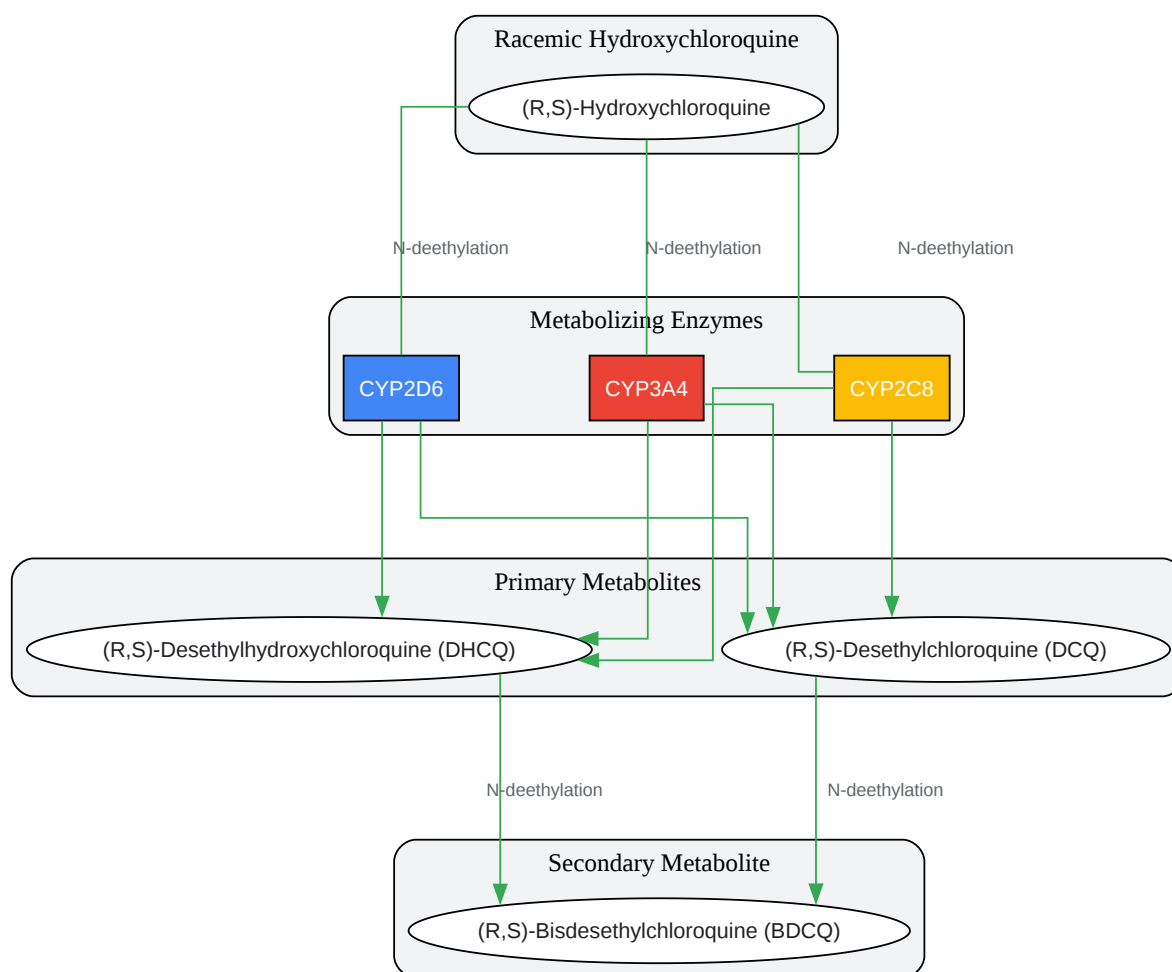 Racemic Hydroxychloroquine
(R,S)-Hydroxychloroquine
N-deethylation
N-deethylation
N-deethylation
Metabolizing Enzymes
CYP2D6
CYP3A4
CYP2C8
Primary Metabolites
(R,S)-Desethylhydroxychloroquine (DHCQ)
(R,S)-Desethylchloroquine (DCQ)
N-deethylation
N-deethylation
Secondary Metabolite
(R,S)-Bisdesethylchloroquine (BDCQ)